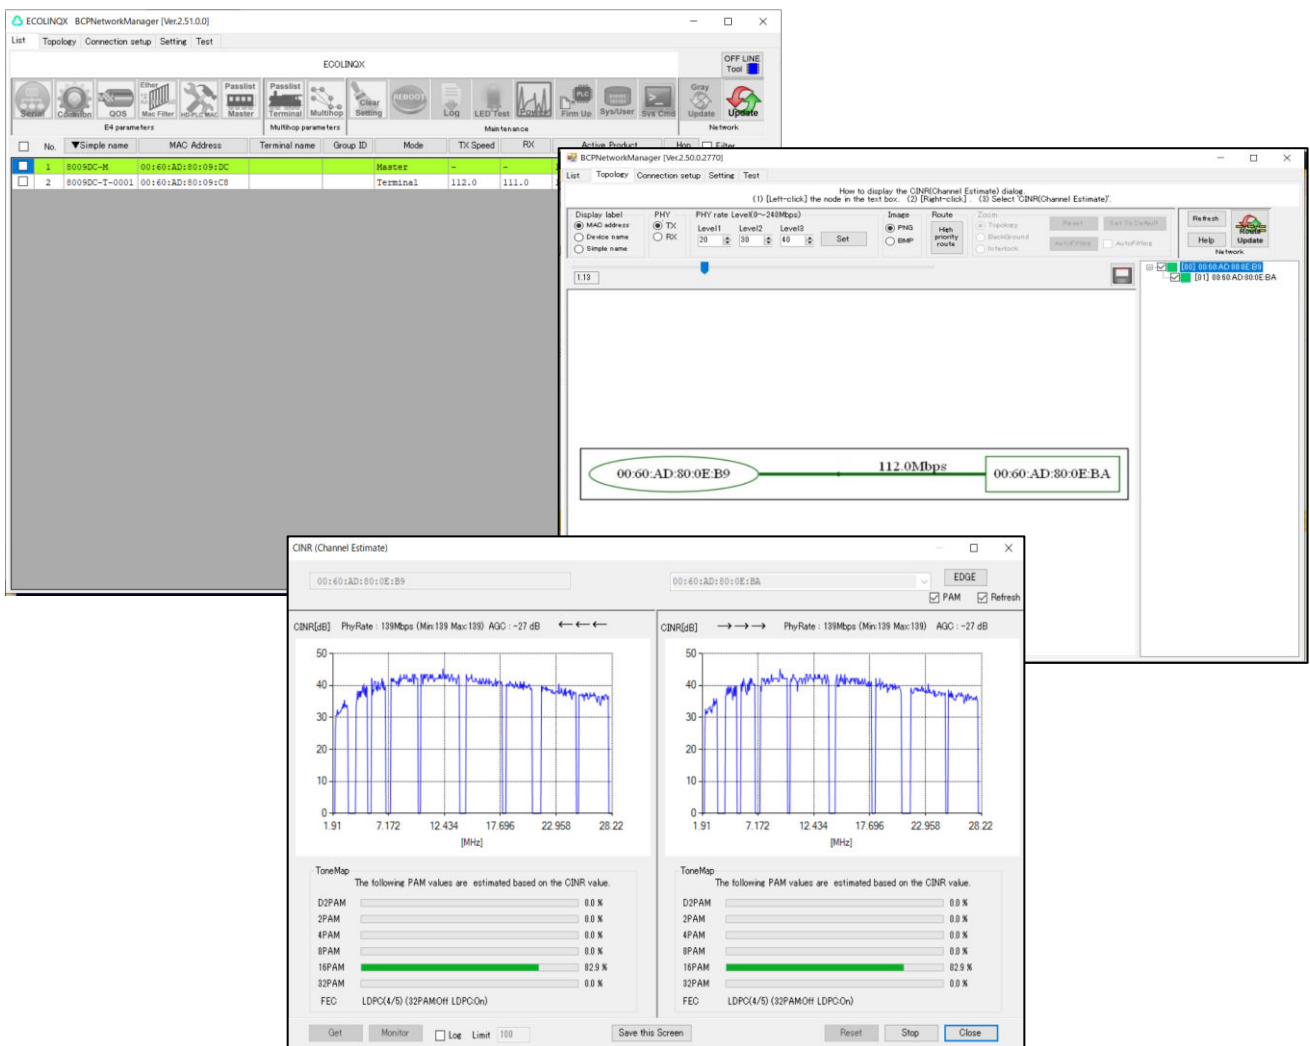 ECOLINQX BCPNetworkManager [Ver.2.51.0.0]
List Topology Connection setup Setting Test
ECOLINQX
OFF LINE
Tool
Serial Common QOS Ether Mac Filter HD-PLC MAC Passlist Master Passlist Terminal Multihop Clear Setting REBOOT Log LED Test Power PLC Firm Up Sys/User Sys Cmd Gray Update Update
E4 parameters Multihop parameters Maintenance Network
No. ▼Simple name MAC Address Terminal name Group ID Mode TX Speed RX Active Product Hop Filter
1 8009DC-M 00:60:AD:80:09:DC Master - -
2 8009DC-T-0001 00:60:AD:80:09:C8 Terminal 112.0 111.0
BCPNetworkManager [Ver.2.50.0.2770]
List Topology Connection setup Setting Test
How to display the CINR(Channel Estimate) dialog.
(1) [Left-click] the node in the text box. (2) [Right-click] . (3) Select 'CINR(Channel Estimate)'.
Display label PHY PHY rate Level(0～240Mbps) Image Route Zoom
MAC address TX Level1 Level2 Level3 PNG High priority route Topology Reset Set To Default Refresh Route Update
Device name RX 20 30 40 Set BMP BackGround AutoFitting AutoFitting Help
Simple name Interlock Network
1.13
[00] 00:60:AD:80:0E:B9
[01] 00:60:AD:80:0E:BA
00:60:AD:80:0E:B9 112.0Mbps 00:60:AD:80:0E:BA
CINR (Channel Estimate)
00:60:AD:80:0E:B9 00:60:AD:80:0E:BA EDGE
PAM Refresh
CINR[dB] PhyRate : 139Mbps (Min:139 Max:139) AGC : -27 dB ←←←
50
40
30
20
10
0
1.91 7.172 12.434 17.696 22.958 28.22
[MHz]
CINR[dB] →→→ PhyRate : 139Mbps (Min:139 Max:139) AGC : -27 dB
50
40
30
20
10
0
1.91 7.172 12.434 17.696 22.958 28.22
[MHz]
ToneMap
The following PAM values are estimated based on the CINR value.
D2PAM 0.0 %
2PAM 0.0 %
4PAM 0.0 %
8PAM 0.0 %
16PAM 82.9 %
32PAM 0.0 %
FEC LDPC(4/5) (32PAM:Off LDPC:On)
ToneMap
The following PAM values are estimated based on the CINR value.
D2PAM 0.0 %
2PAM 0.0 %
4PAM 0.0 %
8PAM 0.0 %
16PAM 82.9 %
32PAM 0.0 %
FEC LDPC(4/5) (32PAM:Off LDPC:On)
Get Monitor Log Limit 100 Save this Screen Reset Stop Close